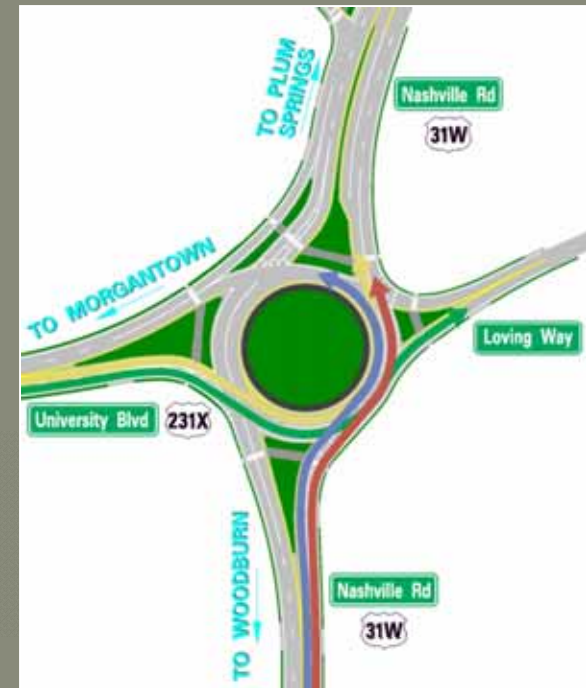 TO PLUM
SPRINGS
Nashville Rd
31W
TO MORGANTOWN
Loving Way
University Blvd
231X
TO WOODBURN
Nashville Rd
31W